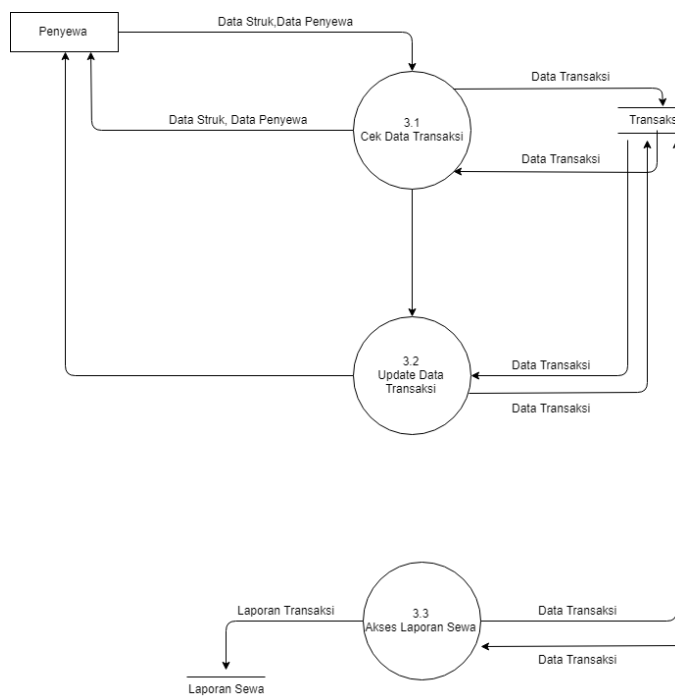 Data Struk,Data Penyewa
Penyewa
Data Transaksi
3.1
Cek Data Transaksi
Data Struk, Data Penyewa
Transaks
Data Transaksi
3.2
Update Data
Transaksi
Data Transaksi
Data Transaksi
3.3
Akses Laporan Sewa
Laporan Transaksi
Data Transaksi
Data Transaksi
Laporan Sewa